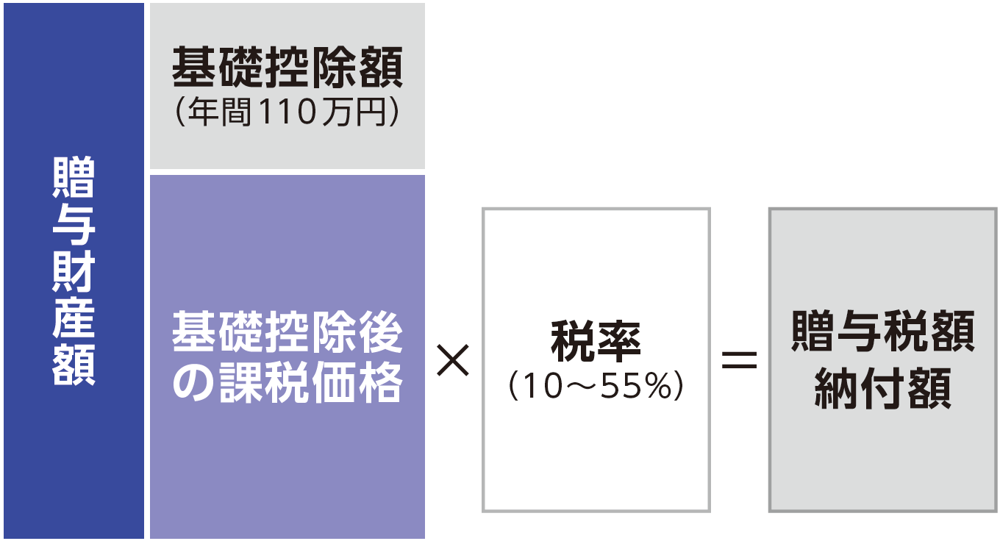 贈与財産額
基礎控除額
（年間110万円）
基礎控除後
の課税価格
×
税率
（10～55%）
＝
贈与税額
納付額